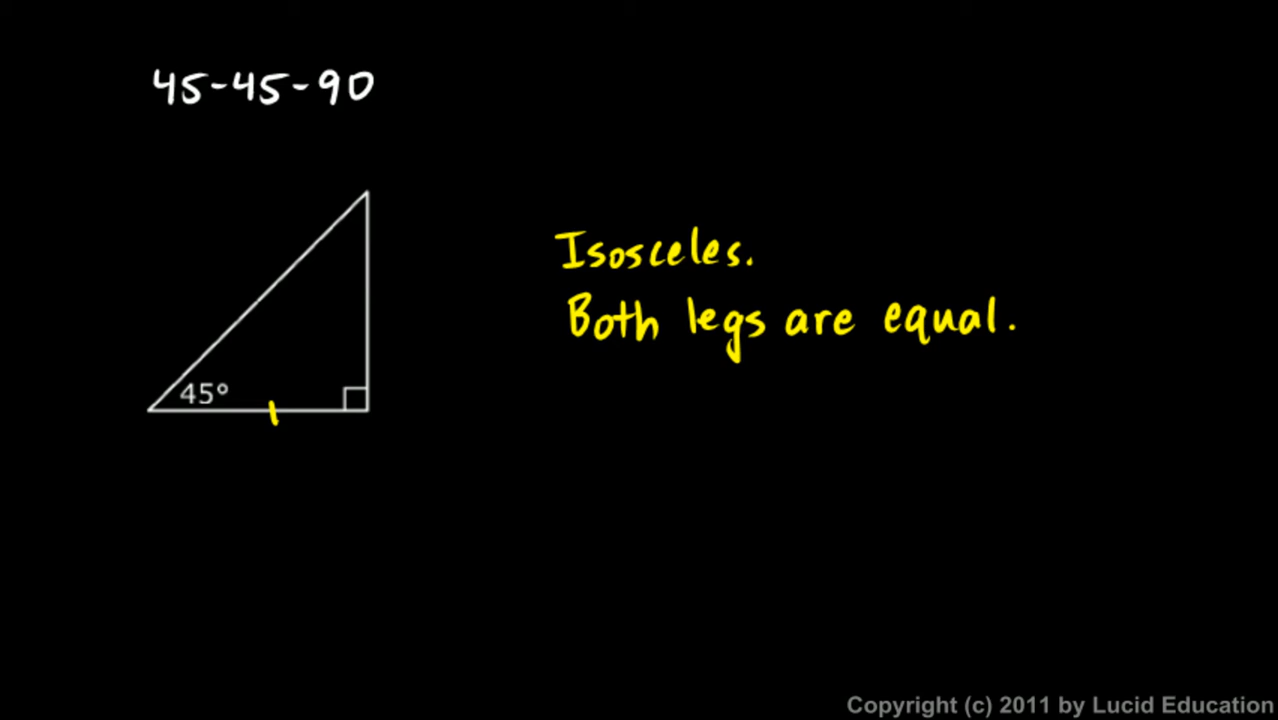 45-45-90
Isosceles.
Both legs are equal.
45°
Copyright (c) 2011 by Lucid Education